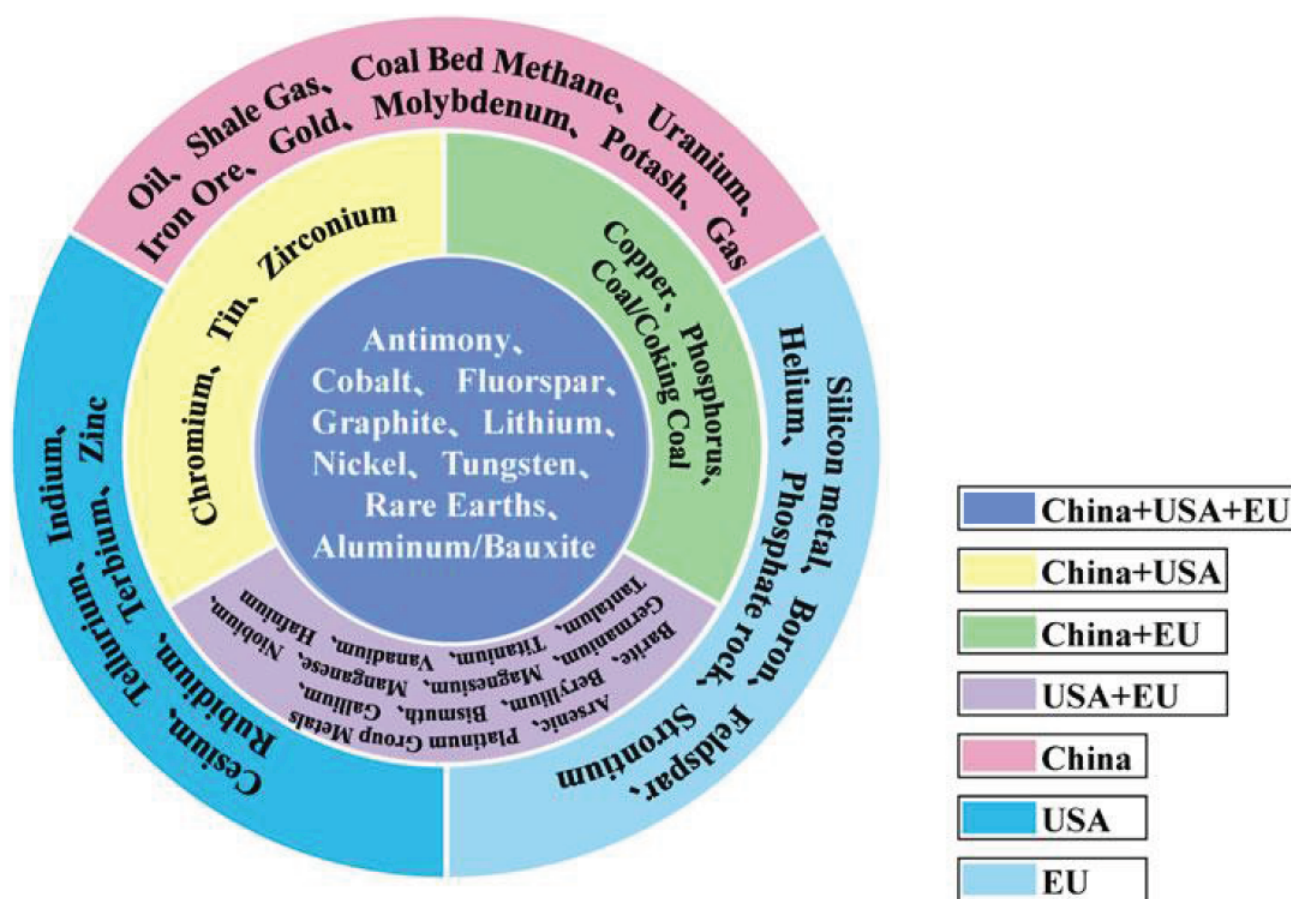 Oil、Shale Gas、Coal Bed Methane、Uranium、
Iron Ore、Gold、Molybdenum、Potash、Gas
Chromium、Tin、Zirconium
Copper、Phosphorus、
Coal/Coking Coal
Antimony、
Cobalt、Fluorspar、
Graphite、Lithium、
Nickel、Tungsten、
Rare Earths、
Aluminum/Bauxite
Cesium、Tellurium、Indium、
Rubidium、Terbium、Zinc
Silicon metal、Boron、Feldspar、
Helium、Phosphate rock、Strontium
Arsenic、Platinum Group Metals
Beryllium、Bismuth、Gallium、
Barite、
Germanium、Magnesium、Manganese、Niobium、
Tantalum、Titanium、Vanadium、Hafnium
China+USA+EU
China+USA
China+EU
USA+EU
China
USA
EU